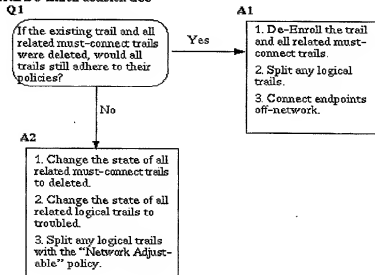 Q1
A1
If the existing trail and all
related must-connect trails
were deleted, would all
trails still adhere to their
policies?
Yes
1. De-Enroll the trail
and all related must-
connect trails.
2. Split any logical
trails.
3. Connect endpoints
off-network.
No
A2
1. Change the state of all
related must-connect trails
to deleted.
2. Change the state of all
related logical trails to
troubled.
3. Split any logical trails
with the "Network Adjust-
able" policy.